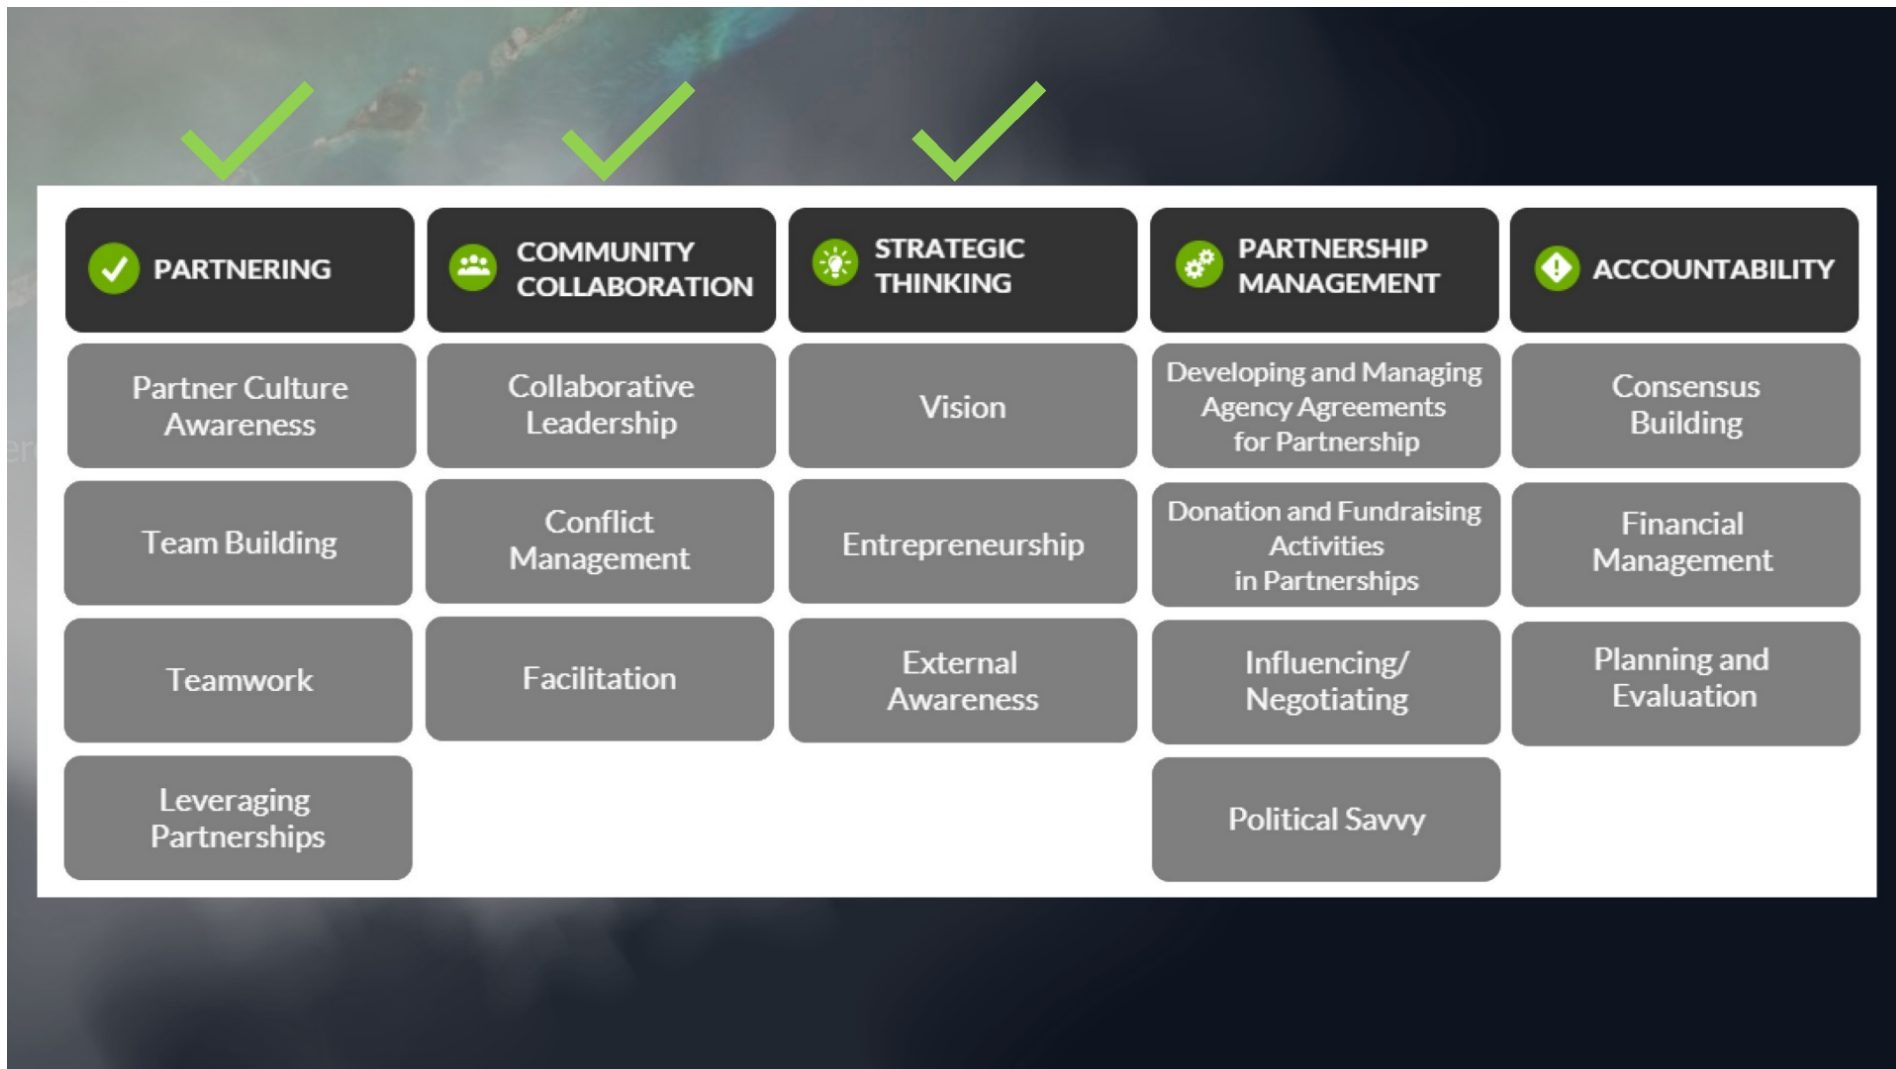 PARTNERING
COMMUNITY
COLLABORATION
STRATEGIC
THINKING
PARTNERSHIP
MANAGEMENT
ACCOUNTABILITY
Partner Culture
Awareness
Collaborative
Leadership
Vision
Developing and Managing
Agency Agreements
for Partnership
Consensus
Building
Team Building
Conflict
Management
Entrepreneurship
Donation and Fundraising
Activities
in Partnerships
Financial
Management
Teamwork
Facilitation
External
Awareness
Influencing/
Negotiating
Planning and
Evaluation
Leveraging
Partnerships
Political Savvy